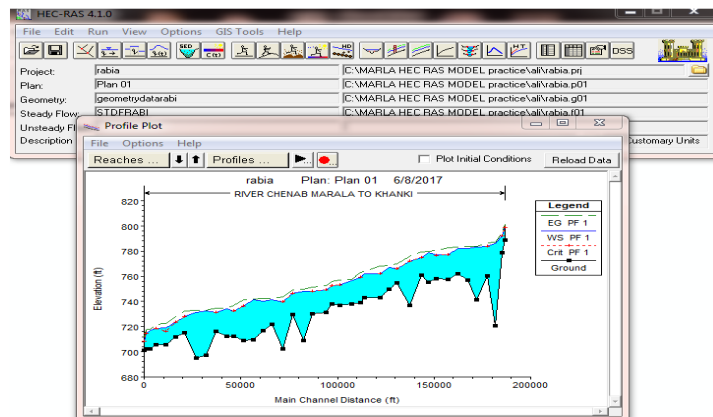 HEC-RAS 4.1.0
File Edit Run View Options GIS Tools Help
SED C(t) HD HT DSS
Project: rabia C:\MARLA HEC RAS MODEL practice\ali\rabia.prj
Plan: Plan 01 C:\MARLA HEC RAS MODEL practice\ali\rabia.p01
Geometry: geometrydatarabi C:\MARLA HEC RAS MODEL practice\ali\rabia.g01
Steady Flow: STDFRABI C:\MARLA HEC RAS MODEL practice\ali\rabia.f01
Unsteady Fl
Description Customary Units
Profile Plot
File Options Help
Reaches ... Profiles ... Plot Initial Conditions Reload Data
rabia Plan: Plan 01 6/8/2017
RIVER CHENAB MARALA TO KHANKI
Legend
EG PF 1
WS PF 1
Crit PF 1
Ground
820
800
780
760
740
720
700
680
Elevation (ft)
0 50000 100000 150000 200000
Main Channel Distance (ft)